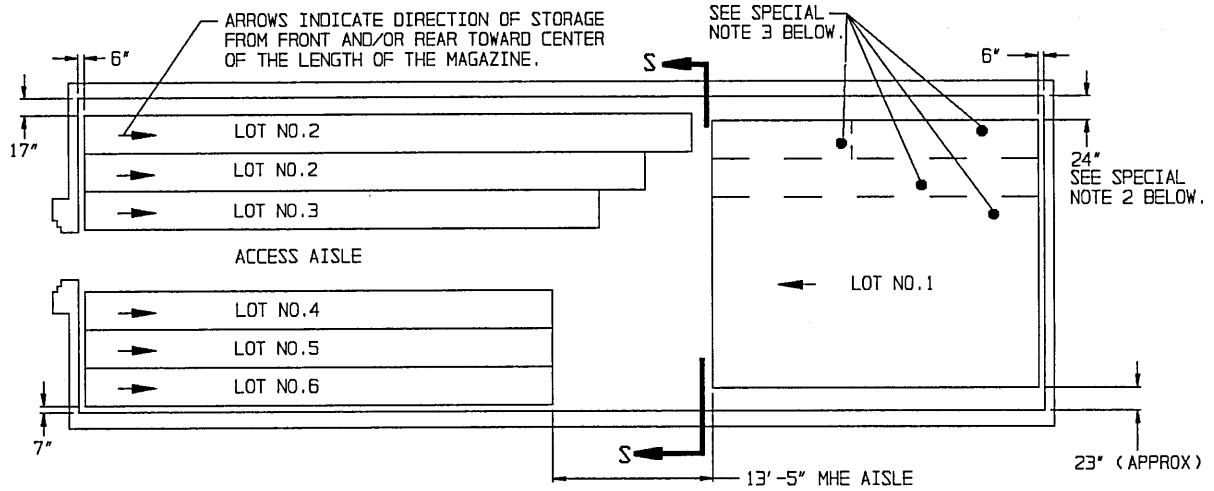 ARROWS INDICATE DIRECTION OF STORAGE
FROM FRONT AND/OR REAR TOWARD CENTER
OF THE LENGTH OF THE MAGAZINE.
SEE SPECIAL
NOTE 3 BELOW.
6"
S
6"
17"
LOT NO.2
LOT NO.2
LOT NO.3
24"
SEE SPECIAL
NOTE 2 BELOW.
ACCESS AISLE
LOT NO.1
LOT NO.4
LOT NO.5
LOT NO.6
7"
S
13'-5" MHE AISLE
23" (APPROX)